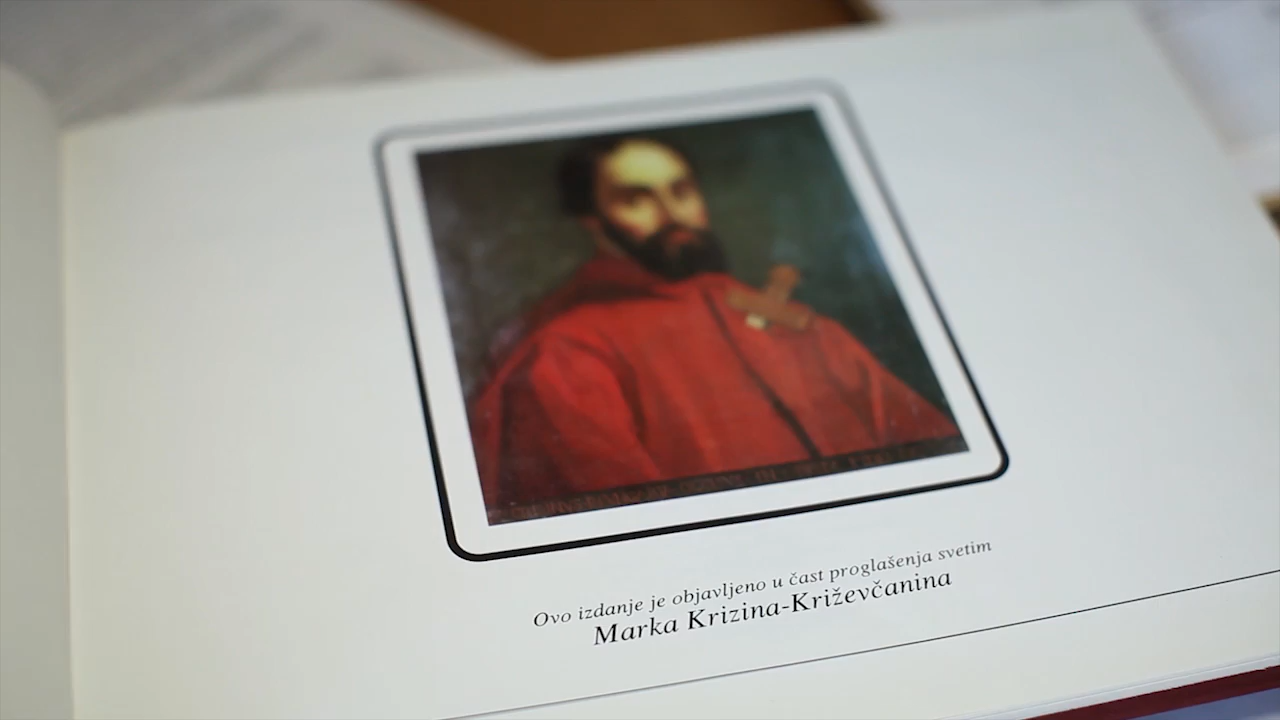 Ovo izdanje je objavljeno u čast proglašenja svetim
Marka Krizina-Križevčanina